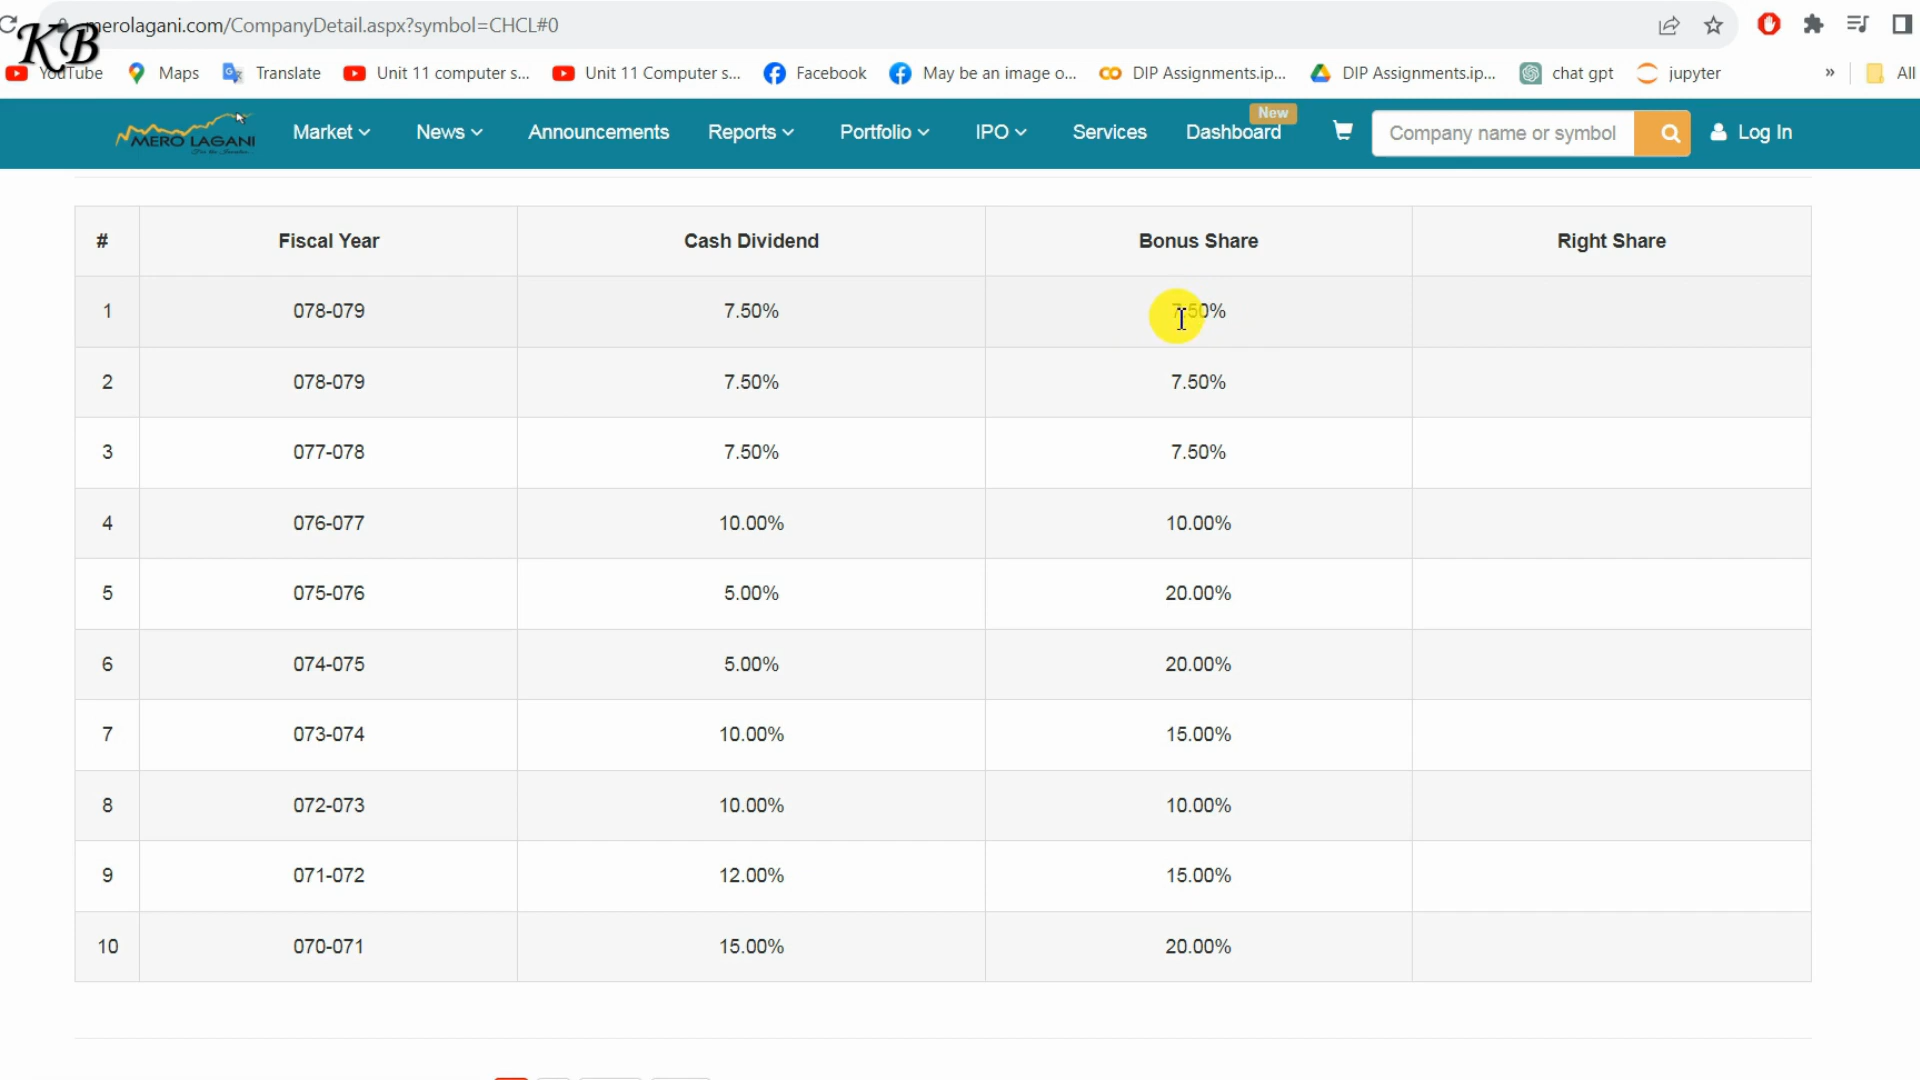 merolagani.com/CompanyDetail.aspx?symbol=CHCL#0
KB
YouTube Maps Translate Unit 11 computer s... Unit 11 Computer s... Facebook May be an image o... DIP Assignments.ip... DIP Assignments.ip... chat gpt jupyter » All
New
MERO LAGANI Market News Announcements Reports Portfolio IPO Services Dashboard Company name or symbol Log In
# Fiscal Year Cash Dividend Bonus Share Right Share
1 078-079 7.50% 7.50%
2 078-079 7.50% 7.50%
3 077-078 7.50% 7.50%
4 076-077 10.00% 10.00%
5 075-076 5.00% 20.00%
6 074-075 5.00% 20.00%
7 073-074 10.00% 15.00%
8 072-073 10.00% 10.00%
9 071-072 12.00% 15.00%
10 070-071 15.00% 20.00%